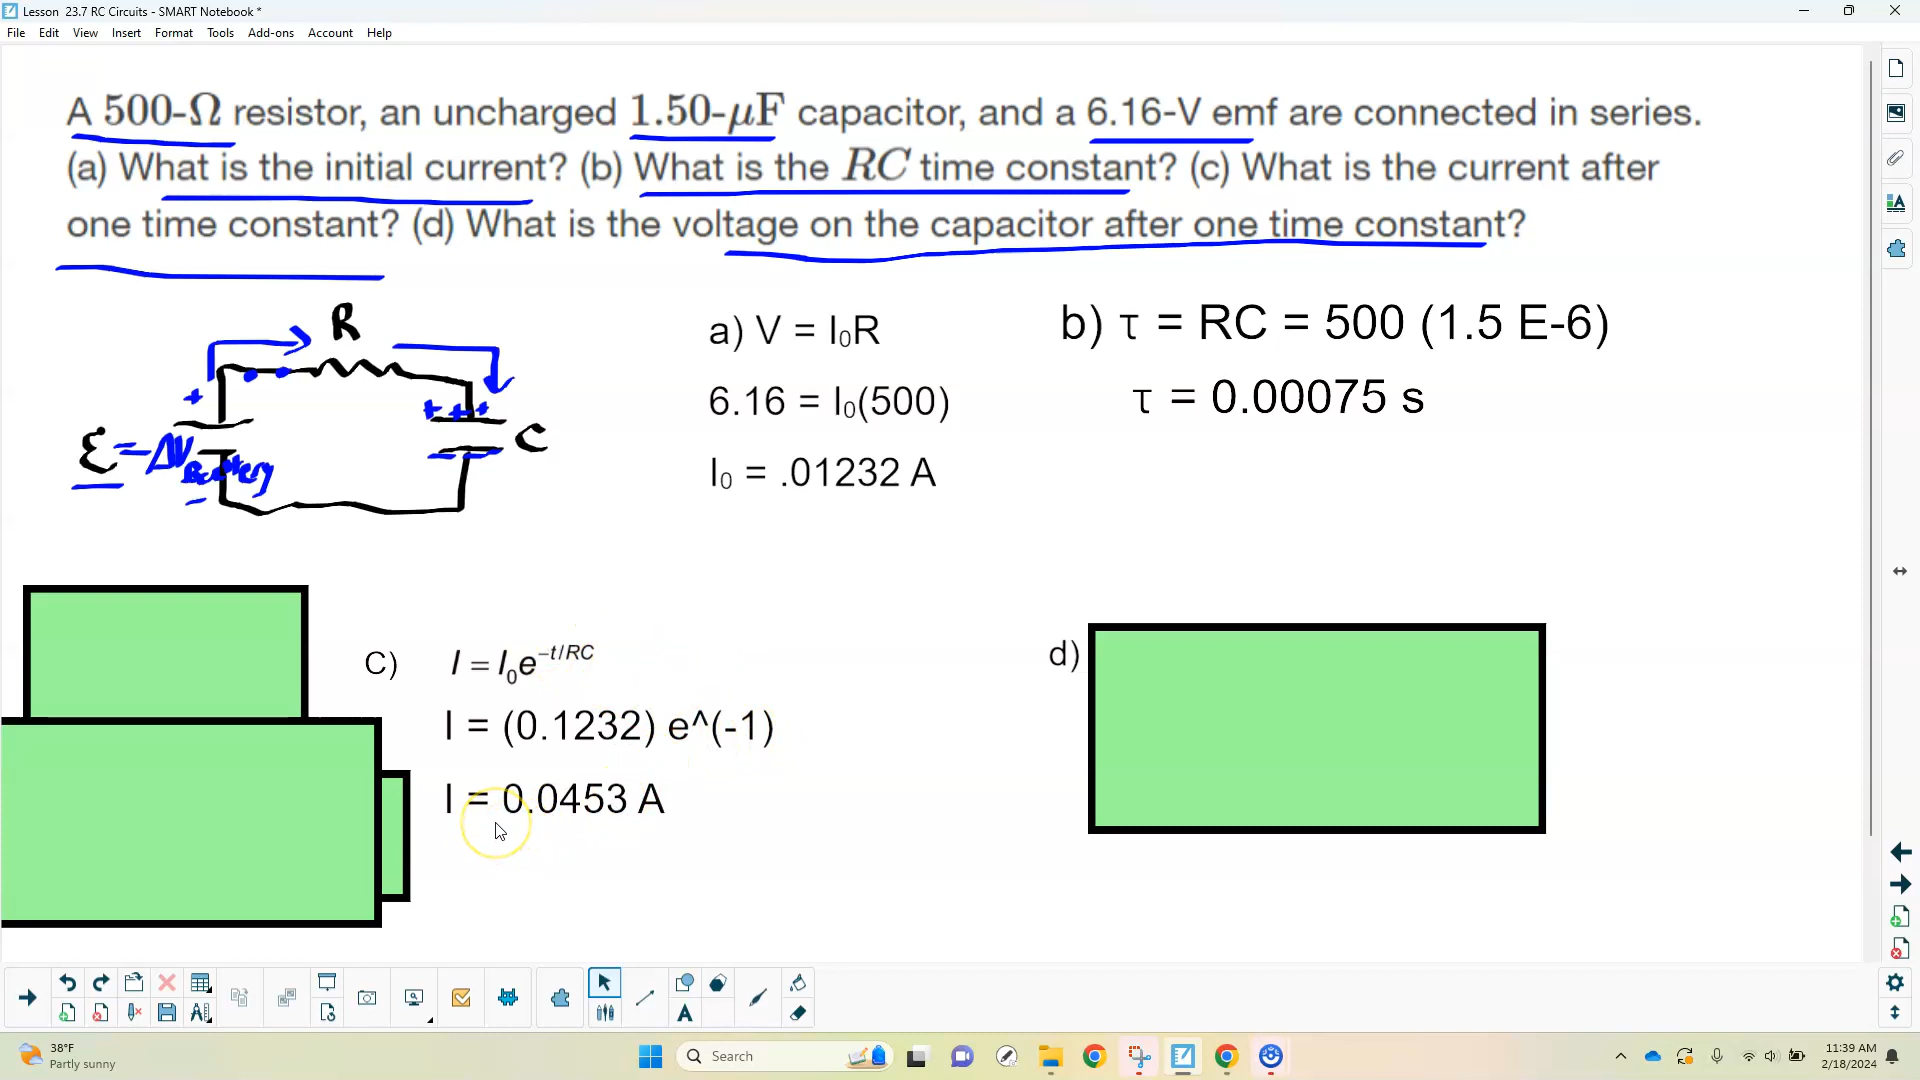 Lesson 23.7 RC Circuits - SMART Notebook *
File Edit View Insert Format Tools Add-ons Account Help
A 500-Ω resistor, an uncharged 1.50-μF capacitor, and a 6.16-V emf are connected in series.
(a) What is the initial current? (b) What is the RC time constant? (c) What is the current after
one time constant? (d) What is the voltage on the capacitor after one time constant?
R
+
+ + +
ℰ = ΔV Battery
C
-
a) V = I₀R
6.16 = I₀(500)
I₀ = .01232 A
b) τ = RC = 500 (1.5 E-6)
τ = 0.00075 s
C) I = I₀e^(-t/RC)
I = (0.1232) e^(-1)
I = 0.0453 A
d)
38°F
Partly sunny
Search
11:39 AM
2/18/2024